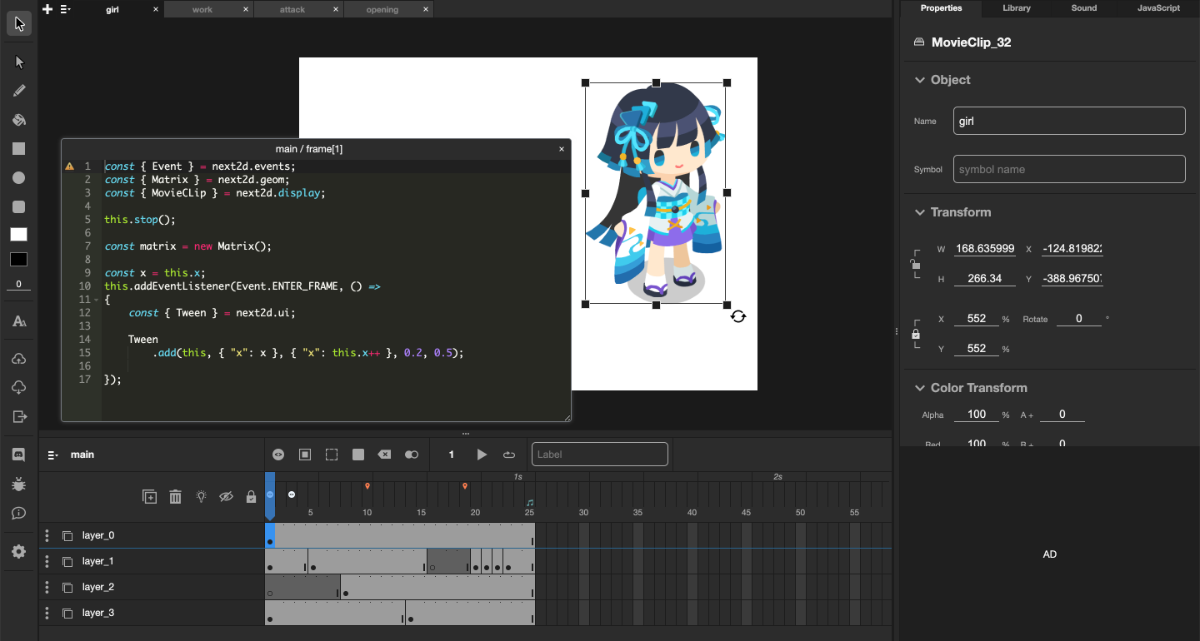 girl × work × attack × opening ×
Properties Library Sound JavaScript
MovieClip_32
Object
Name girl
Symbol symbol name
Transform
W 168.635999 X -124.819822
H 266.34 Y -388.967507
X 552 % Rotate 0 °
Y 552 %
Color Transform
Alpha 100 % A + 0
AD
0
main / frame[1] ×
1 const { Event } = next2d.events;
2 const { Matrix } = next2d.geom;
3 const { MovieCLip } = next2d.display;
4
5 this.stop();
6
7 const matrix = new Matrix();
8
9 const x = this.x;
10 this.addEventListener(Event.ENTER_FRAME, () =>
11 {
12 const { Tween } = next2d.ui;
13
14 Tween
15 .add(this, { "x": x }, { "x": this.x++ }, 0.2, 0.5);
16
17 });
main 1 Label
1s 2s
5 10 15 20 25 30 35 40 45 50 55
layer_0
layer_1
layer_2
layer_3